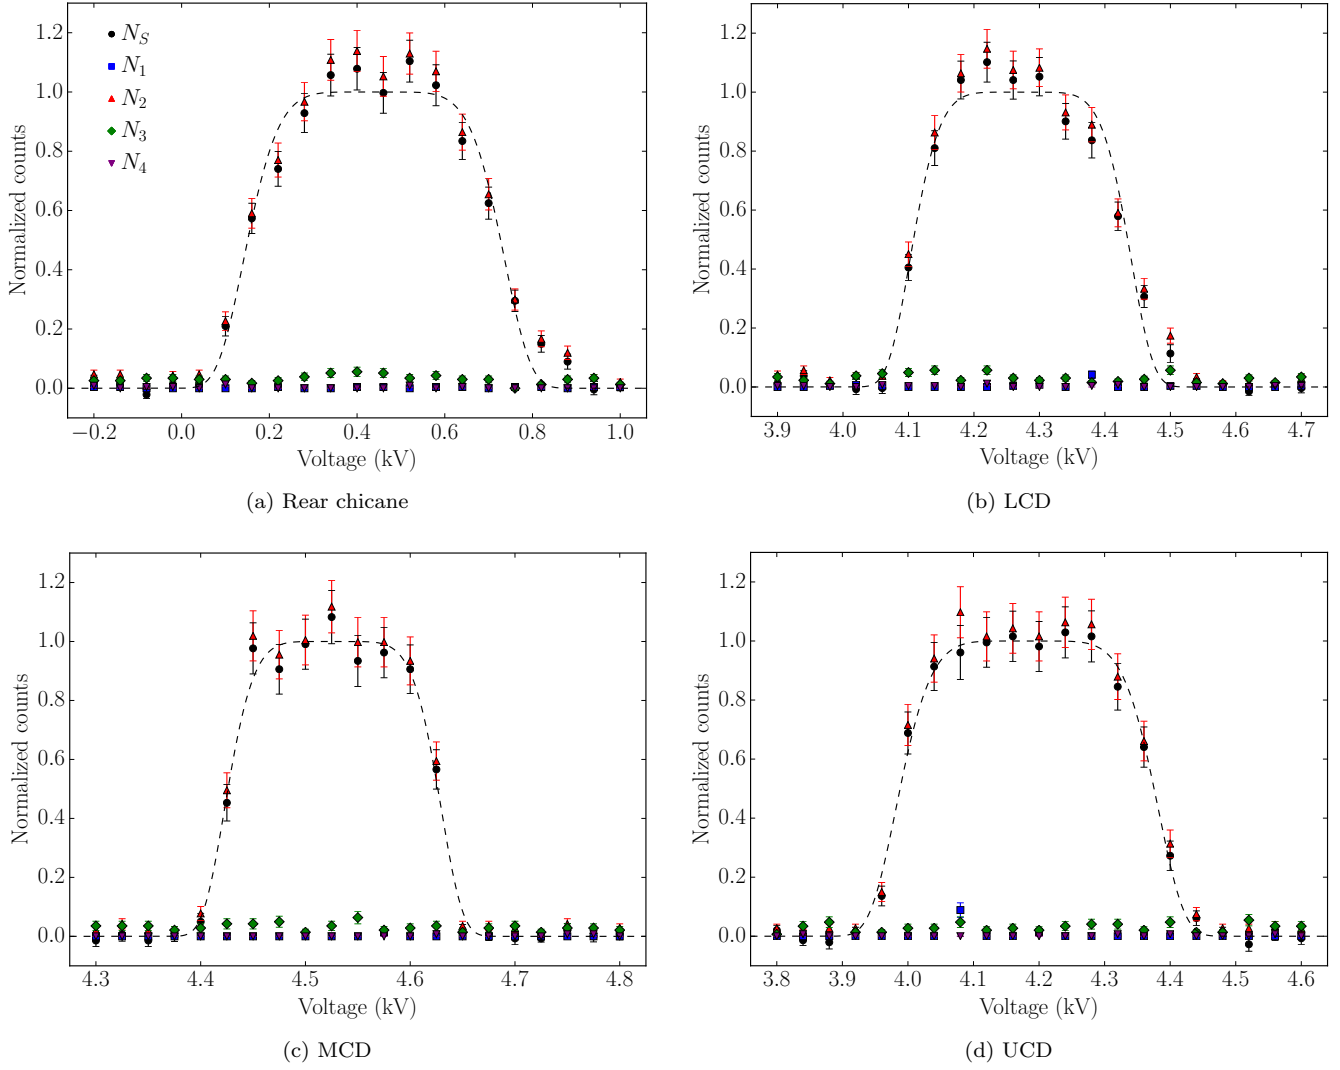 1.2
1.0
0.8
0.6
0.4
0.2
0.0
Normalized counts
N_S
N_1
N_2
N_3
N_4
−0.2 0.0 0.2 0.4 0.6 0.8 1.0
Voltage (kV)
(a) Rear chicane
1.2
1.0
0.8
0.6
0.4
0.2
0.0
Normalized counts
3.9 4.0 4.1 4.2 4.3 4.4 4.5 4.6 4.7
Voltage (kV)
(b) LCD
1.2
1.0
0.8
0.6
0.4
0.2
0.0
Normalized counts
4.3 4.4 4.5 4.6 4.7 4.8
Voltage (kV)
(c) MCD
1.2
1.0
0.8
0.6
0.4
0.2
0.0
Normalized counts
3.8 3.9 4.0 4.1 4.2 4.3 4.4 4.5 4.6
Voltage (kV)
(d) UCD